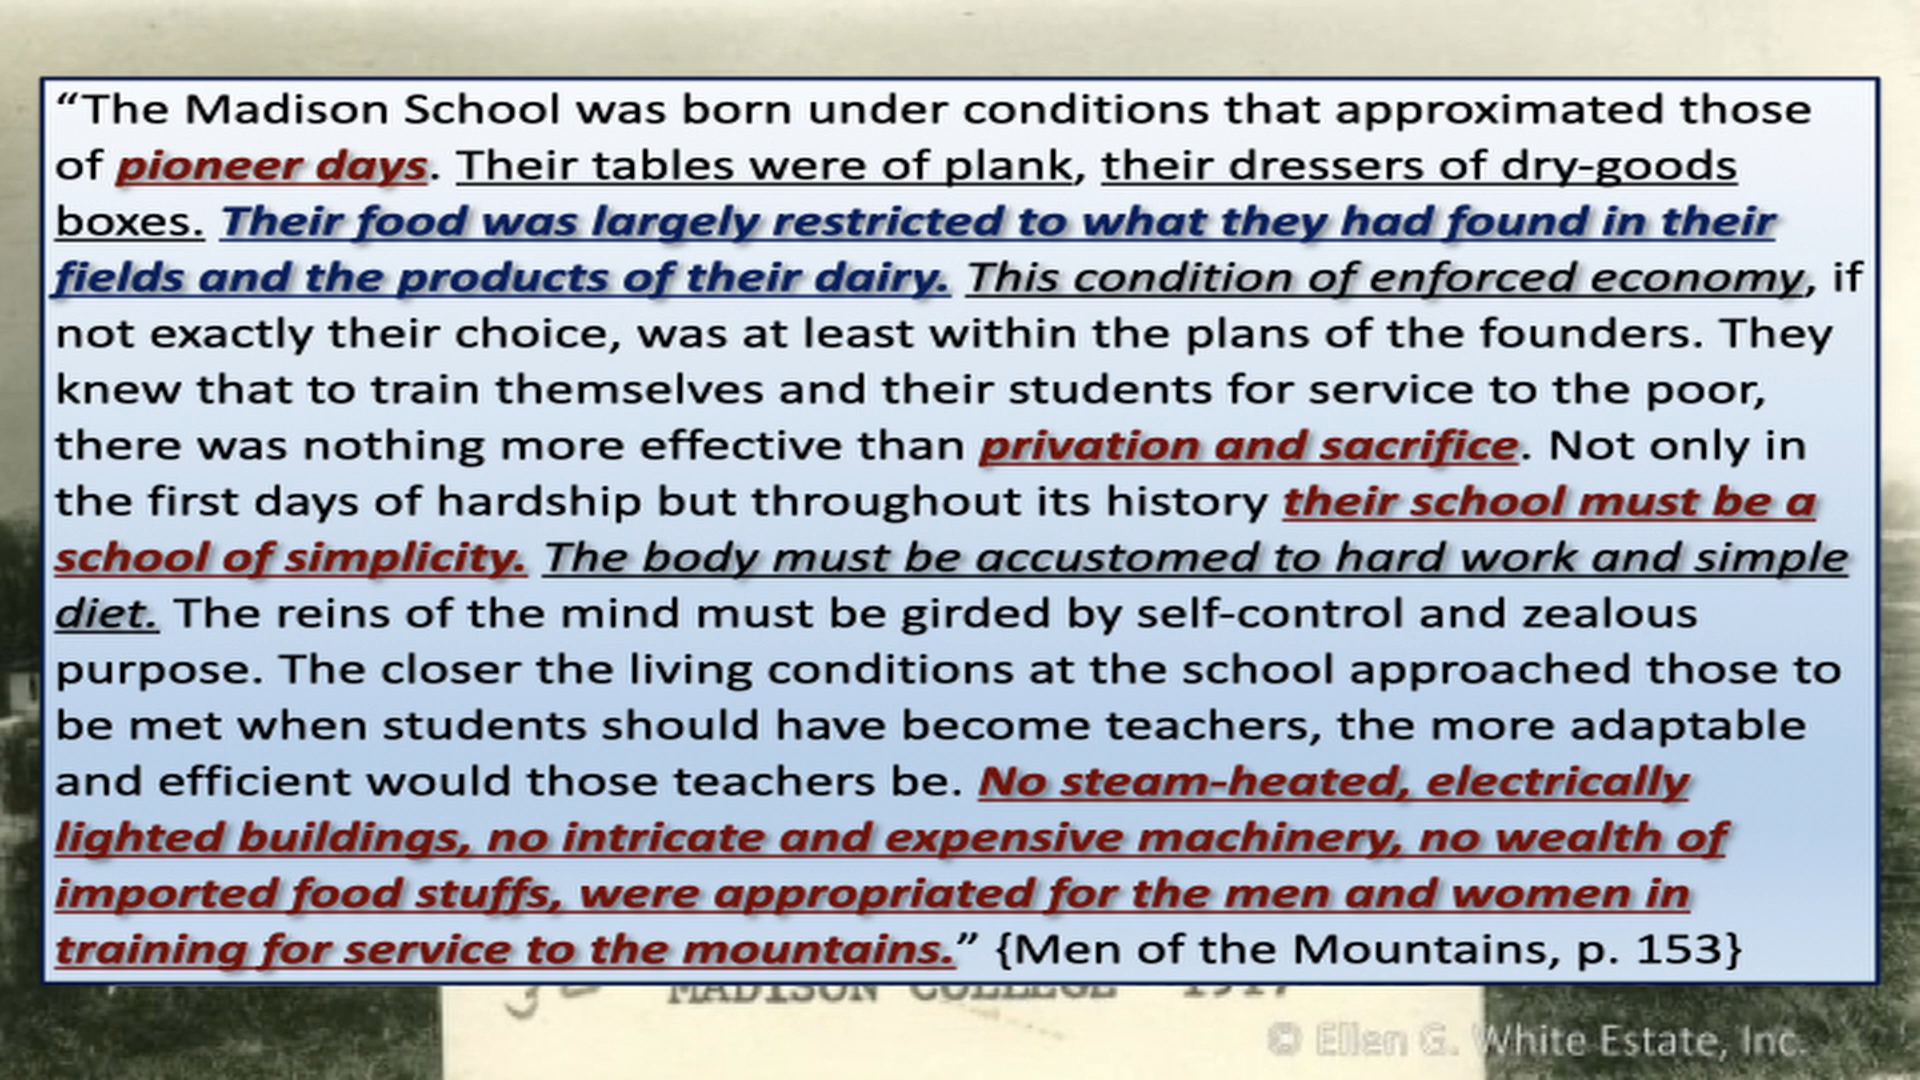 “The Madison School was born under conditions that approximated those
of pioneer days. Their tables were of plank, their dressers of dry-goods
boxes. Their food was largely restricted to what they had found in their
fields and the products of their dairy. This condition of enforced economy, if
not exactly their choice, was at least within the plans of the founders. They
knew that to train themselves and their students for service to the poor,
there was nothing more effective than privation and sacrifice. Not only in
the first days of hardship but throughout its history their school must be a
school of simplicity. The body must be accustomed to hard work and simple
diet. The reins of the mind must be girded by self-control and zealous
purpose. The closer the living conditions at the school approached those to
be met when students should have become teachers, the more adaptable
and efficient would those teachers be. No steam-heated, electrically
lighted buildings, no intricate and expensive machinery, no wealth of
imported food stuffs, were appropriated for the men and women in
training for service to the mountains.” {Men of the Mountains, p. 153}
MADISON COLLEGE 1917
© Ellen G. White Estate, Inc.